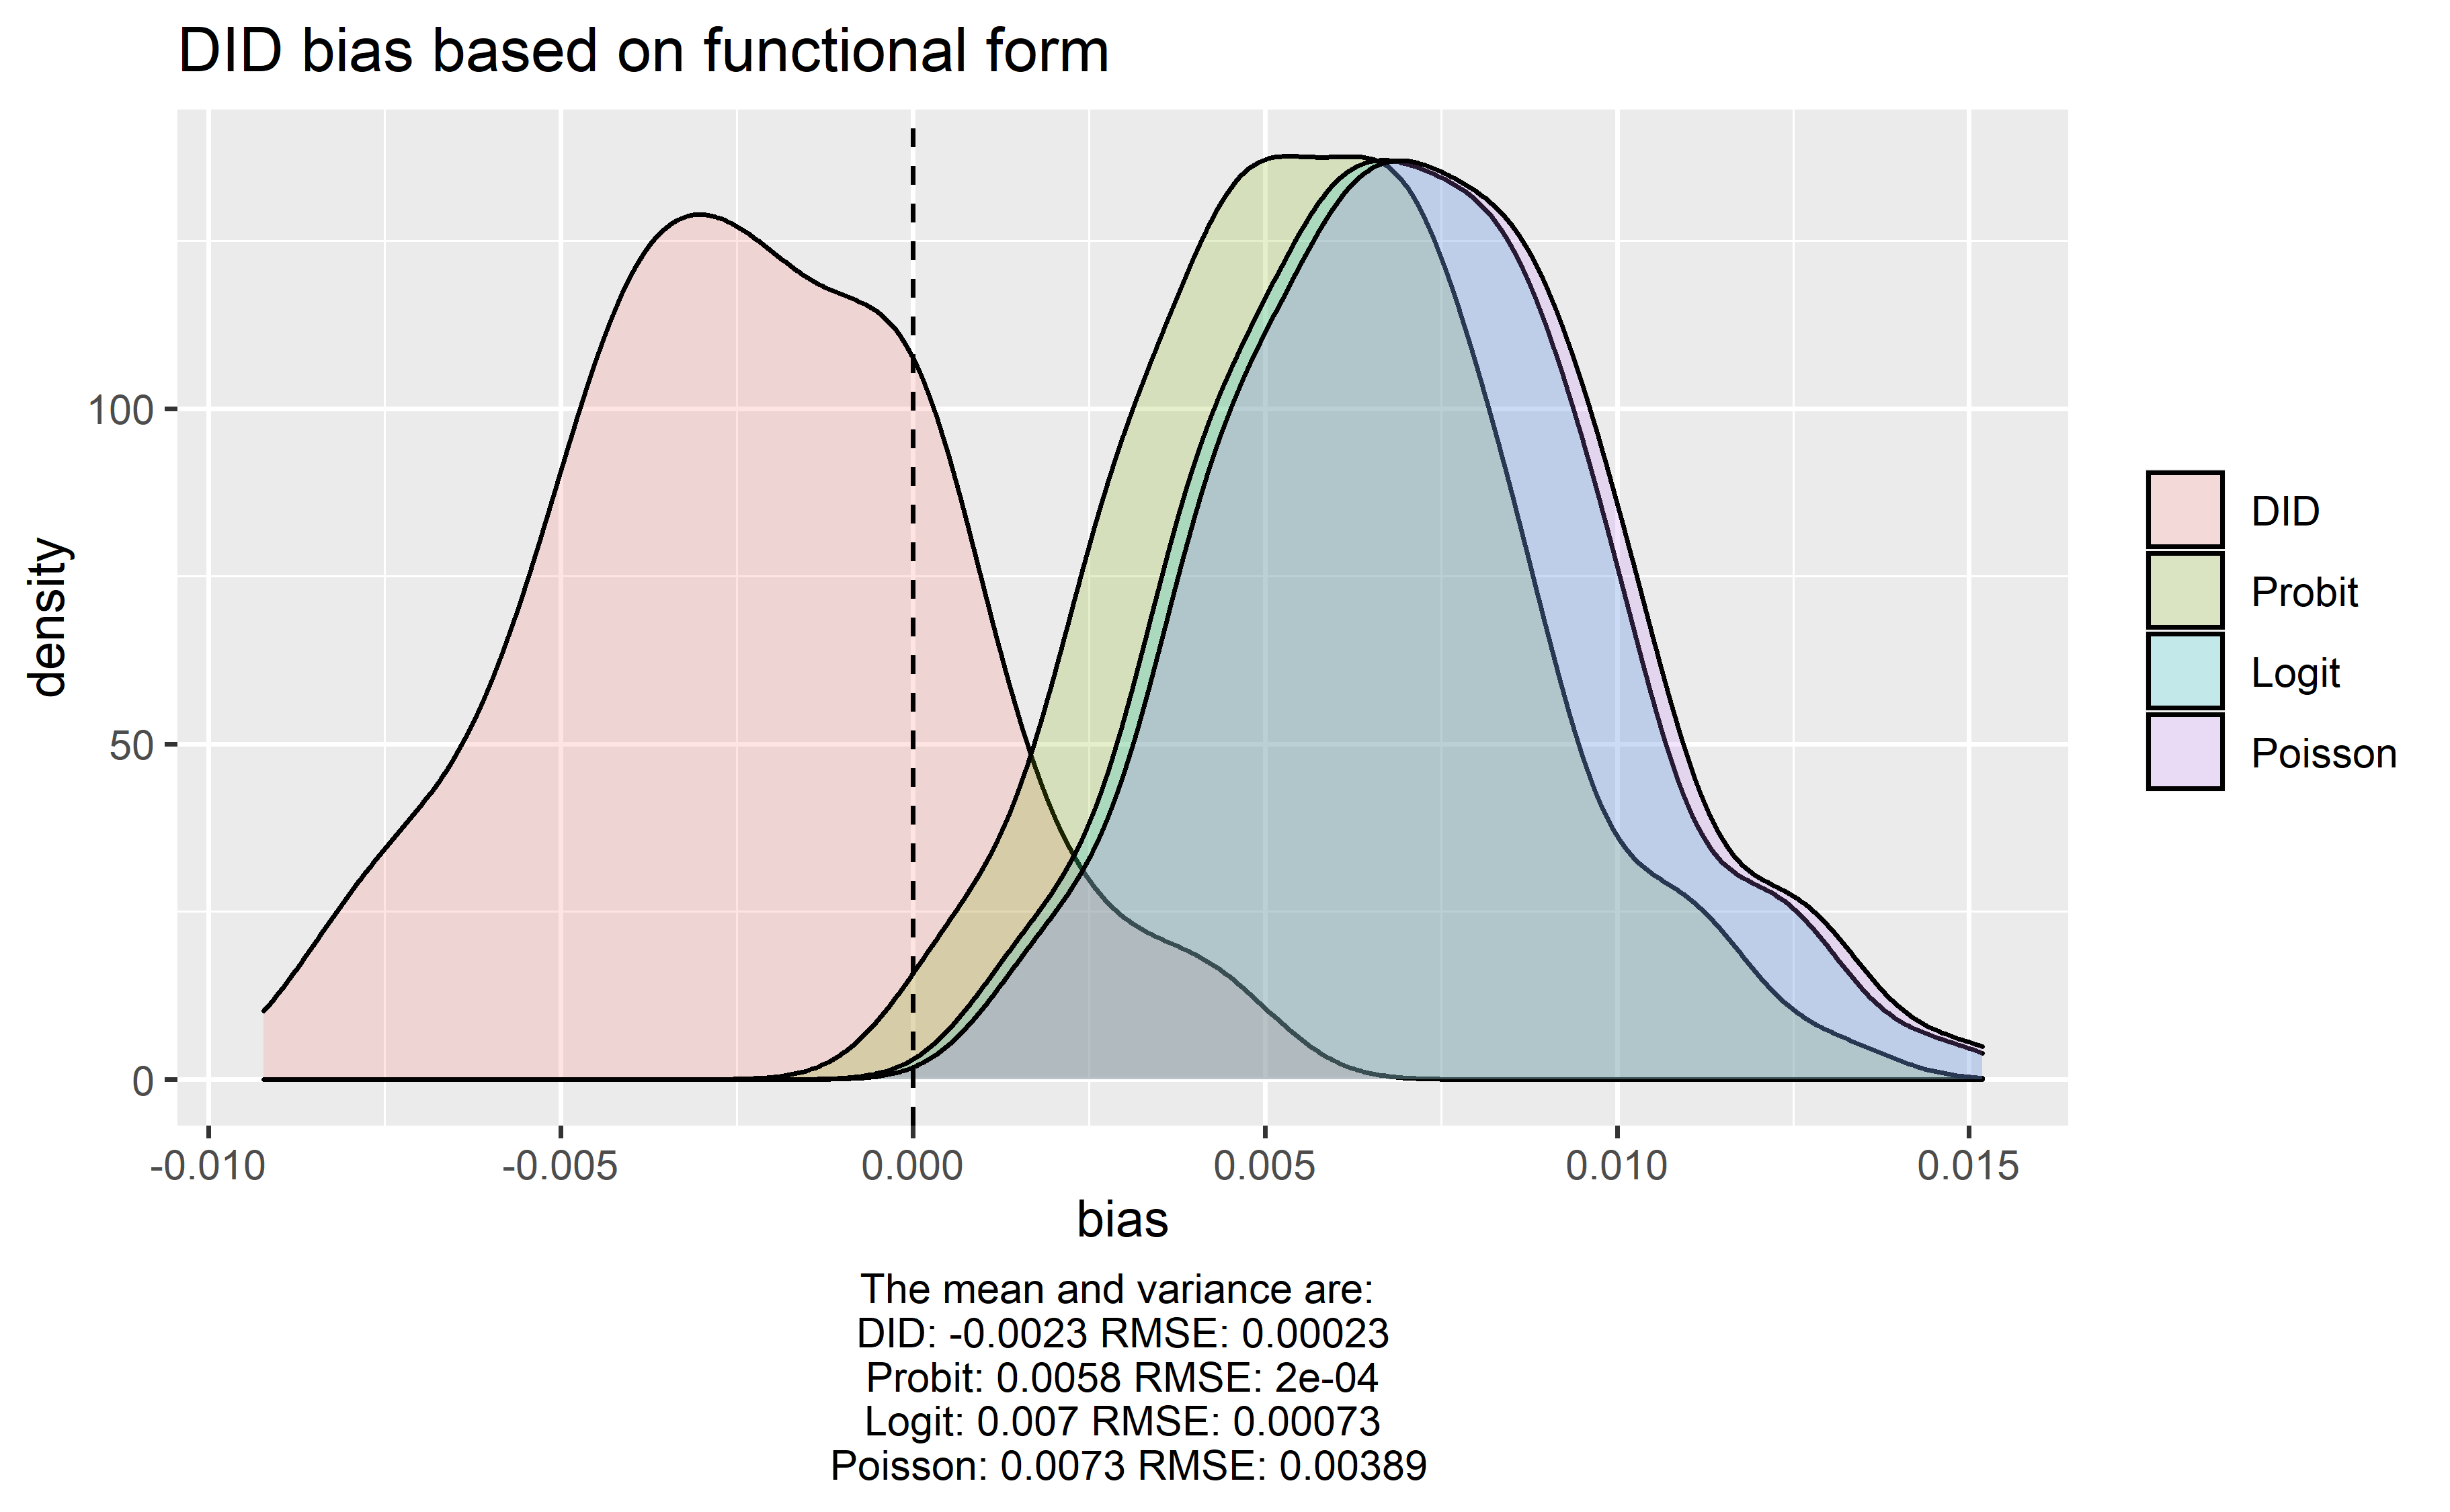 DID bias based on functional form
density
100
50
0
-0.010
-0.005
0.000
0.005
0.010
0.015
bias
DID
Probit
Logit
Poisson
The mean and variance are:
DID: -0.0023 RMSE: 0.00023
Probit: 0.0058 RMSE: 2e-04
Logit: 0.007 RMSE: 0.00073
Poisson: 0.0073 RMSE: 0.00389